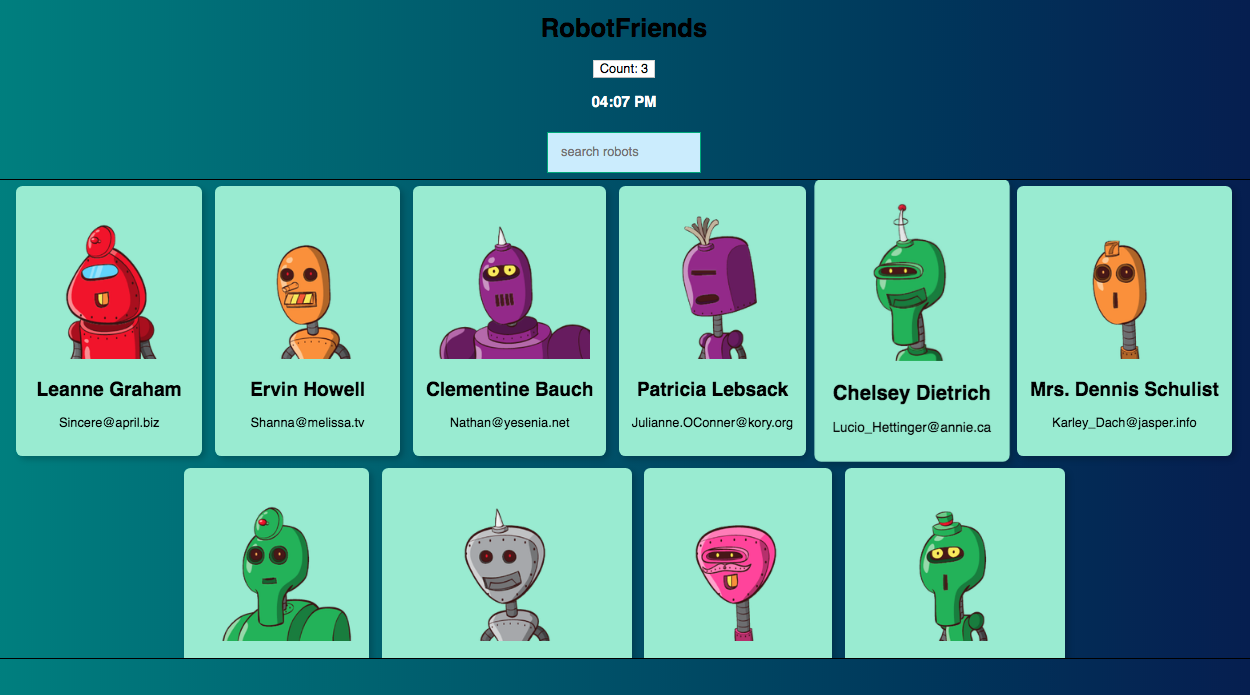 RobotFriends
Count: 3
04:07 PM
search robots
Leanne Graham
Sincere@april.biz
Ervin Howell
Shanna@melissa.tv
Clementine Bauch
Nathan@yesenia.net
Patricia Lebsack
Julianne.OConner@kory.org
Chelsey Dietrich
Lucio_Hettinger@annie.ca
Mrs. Dennis Schulist
Karley_Dach@jasper.info